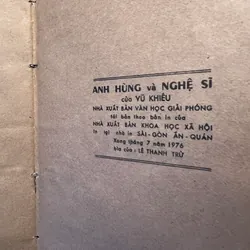 ANH HÙNG và NGHỆ SĨ
của VŨ KHIÊU
NHÀ XUẤT BẢN VĂN HỌC GIẢI PHÓNG
tái bản theo bản in của
NHÀ XUẤT BẢN KHOA HỌC XÃ HỘI
In tại nhà in SÀI-GÒN ẤN-QUÁN
Xong tháng 7 năm 1976
bìa của: LÊ THANH TRỪ